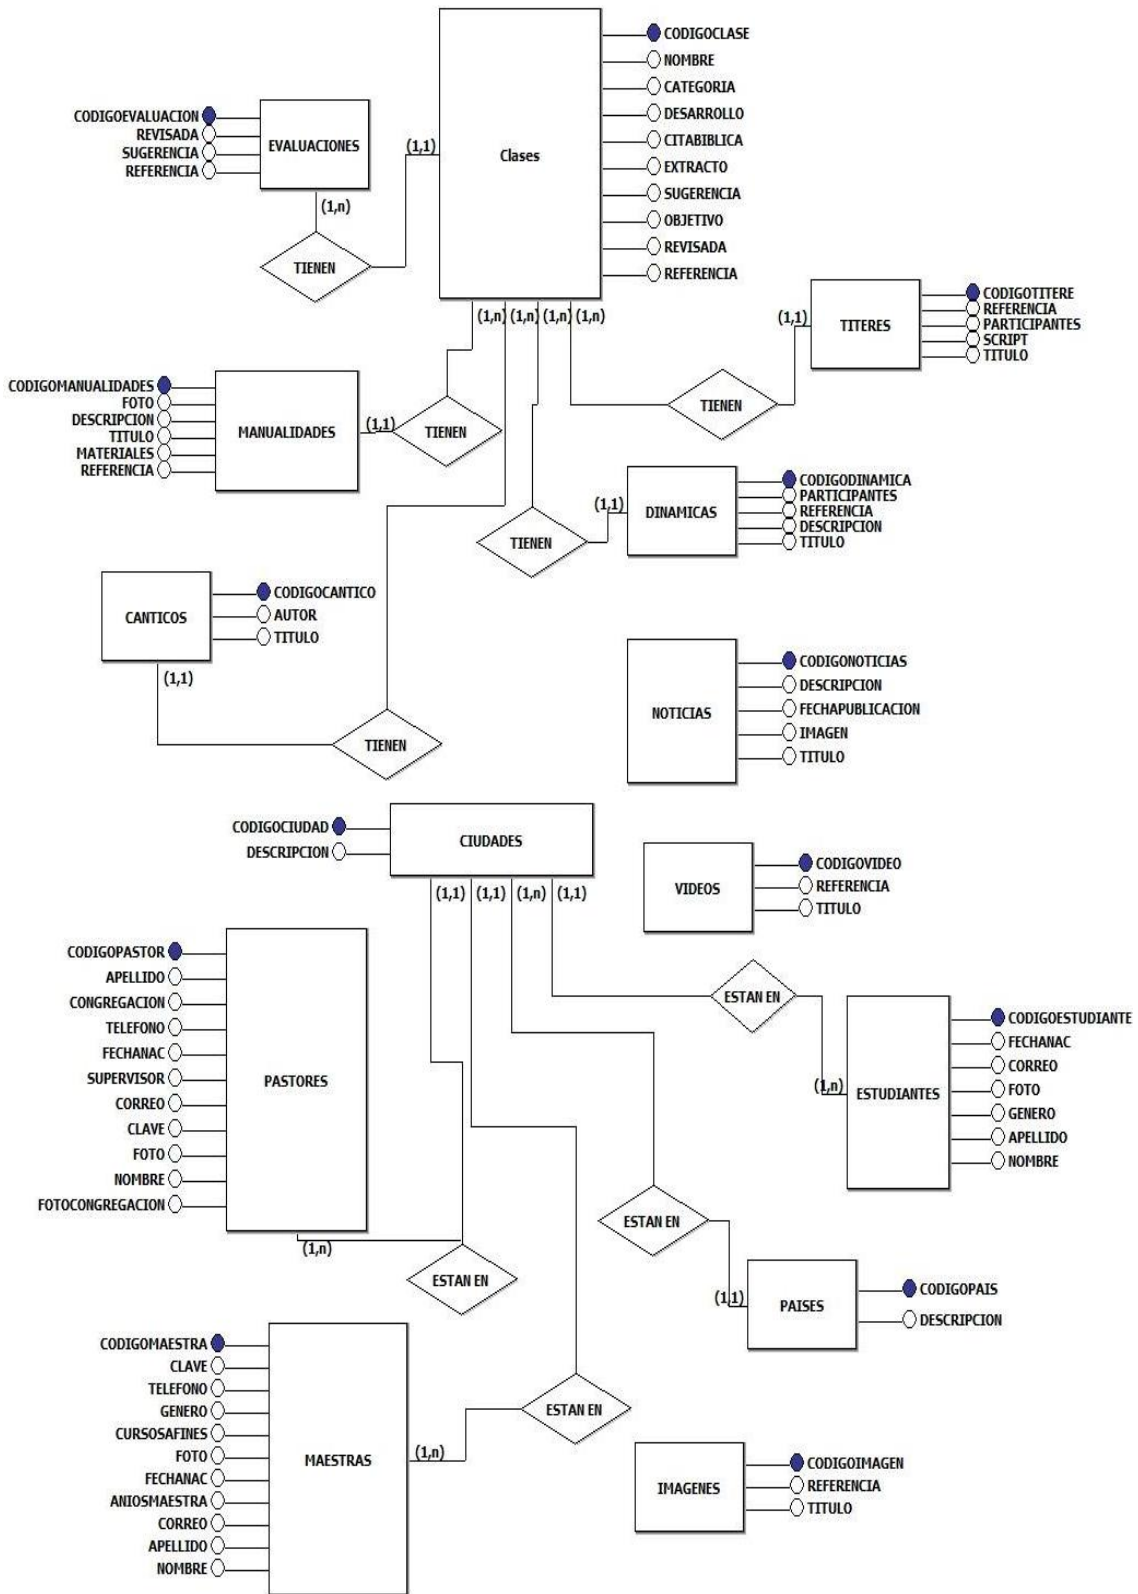 CODIGOCLASE
NOMBRE
CATEGORIA
DESARROLLO
CITABIBLICA
EXTRACTO
SUGERENCIA
OBJETIVO
REVISADA
REFERENCIA
Clases
(1,1)
CODIGOEVALUACION
REVISADA
SUGERENCIA
REFERENCIA
EVALUACIONES
(1,n)
TIENEN
(1,n)
(1,n)
(1,n)
(1,n)
TITERES
(1,1)
CODIGOTITERE
REFERENCIA
PARTICIPANTES
SCRIPT
TITULO
TIENEN
CODIGOMANUALIDADES
FOTO
DESCRIPCION
TITULO
MATERIALES
REFERENCIA
MANUALIDADES
(1,1)
TIENEN
DINAMICAS
(1,1)
CODIGODINAMICA
PARTICIPANTES
REFERENCIA
DESCRIPCION
TITULO
TIENEN
CANTICOS
CODIGOCANTICO
AUTOR
TITULO
(1,1)
TIENEN
NOTICIAS
CODIGONOTICIAS
DESCRIPCION
FECHAPUBLICACION
IMAGEN
TITULO
CODIGOCIUDAD
DESCRIPCION
CIUDADES
(1,1)
(1,1)
(1,n)
(1,1)
VIDEOS
CODIGOVIDEO
REFERENCIA
TITULO
CODIGOPASTOR
APELLIDO
CONGREGACION
TELEFONO
FECHANAC
SUPERVISOR
CORREO
CLAVE
FOTO
NOMBRE
FOTOCONGREGACION
PASTORES
(1,n)
ESTAN EN
ESTAN EN
(1,n)
ESTUDIANTES
CODIGOESTUDIANTE
FECHANAC
CORREO
FOTO
GENERO
APELLIDO
NOMBRE
ESTAN EN
(1,1)
PAISES
CODIGOPAIS
DESCRIPCION
CODIGOMAESTRA
CLAVE
TELEFONO
GENERO
CURSOSAFINES
FOTO
FECHANAC
ANIOSMAESTRA
CORREO
APELLIDO
NOMBRE
MAESTRAS
(1,n)
ESTAN EN
IMAGENES
CODIGOIMAGEN
REFERENCIA
TITULO